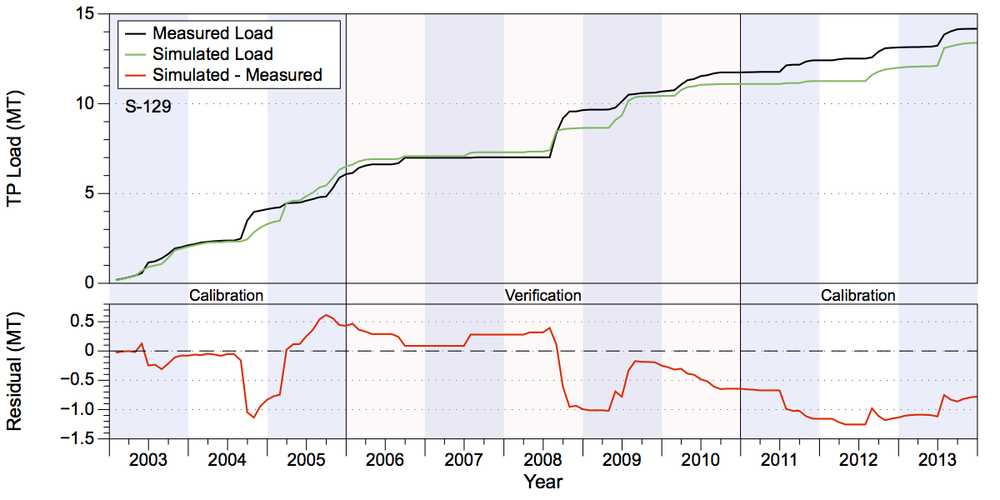 15
Measured Load
Simulated Load
Simulated - Measured
10
S-129
TP Load (MT)
5
0
Calibration
Verification
Calibration
0.5
0
−0.5
−1.0
−1.5
Residual (MT)
2003 2004 2005 2006 2007 2008 2009 2010 2011 2012 2013
Year